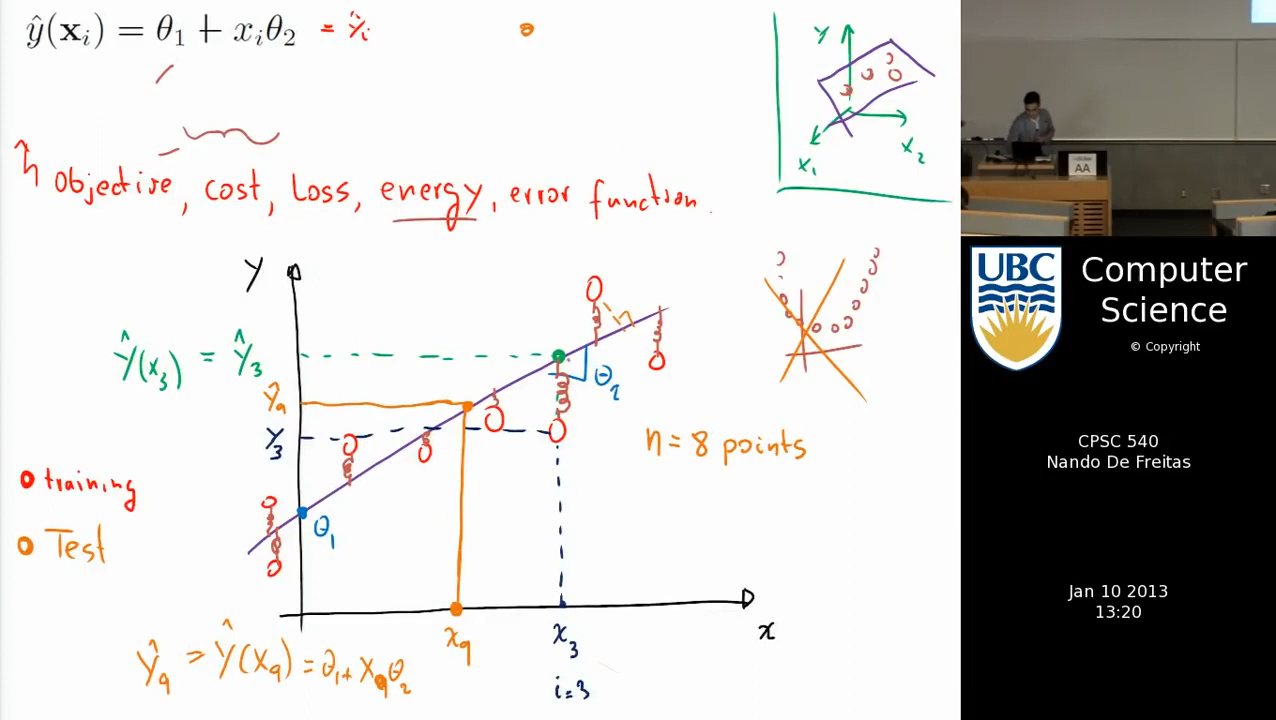 ŷ(xᵢ) = θ₁ + xᵢθ₂ = ŷᵢ
y
x₁
x₂
Objective, cost, Loss, energy, error function.
y
ŷ(x₃) = ŷ₃
θ₂
ŷ₉
y₃
n = 8 points
training
θ₁
Test
x₉
x₃
x
ŷ₉ = ŷ(x₉) = θ₁ + x₉θ₂
i=3
AA
UBC
Computer
Science
© Copyright
CPSC 540
Nando De Freitas
Jan 10 2013
13:20